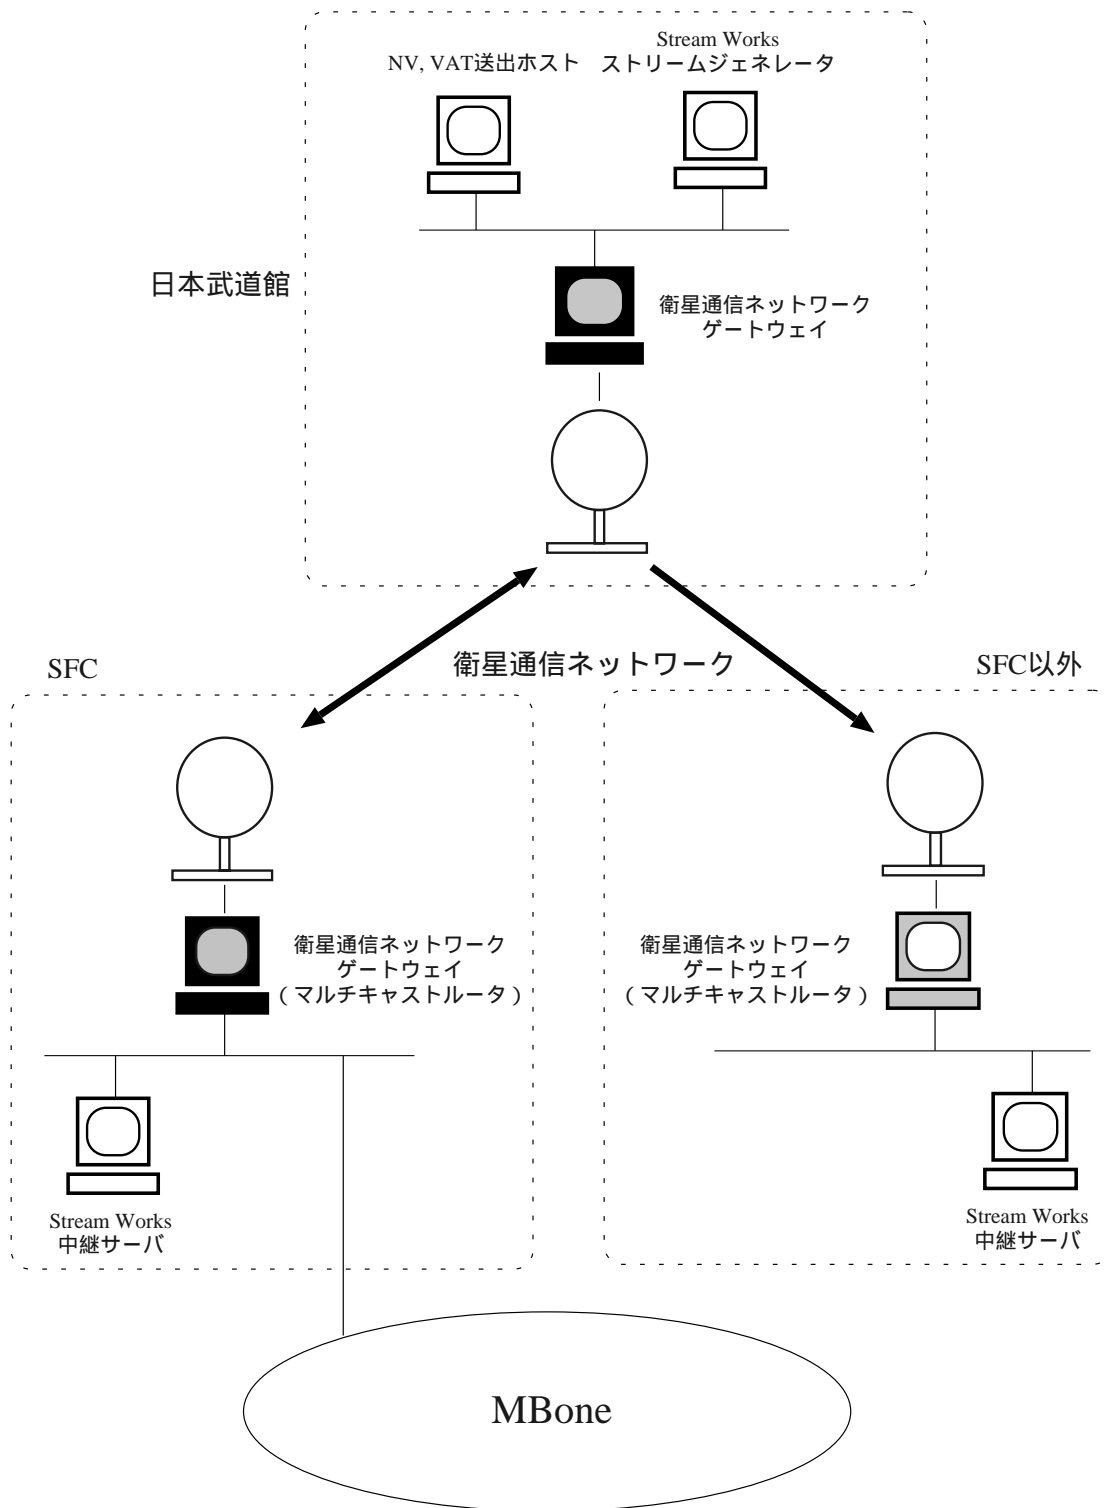 Stream Works
NV, VAT送出ホスト ストリームジェネレータ
日本武道館
衛星通信ネットワーク
ゲートウェイ
SFC
衛星通信ネットワーク
SFC以外
衛星通信ネットワーク
ゲートウェイ
（マルチキャストルータ）
衛星通信ネットワーク
ゲートウェイ
（マルチキャストルータ）
Stream Works
中継サーバ
Stream Works
中継サーバ
MBone